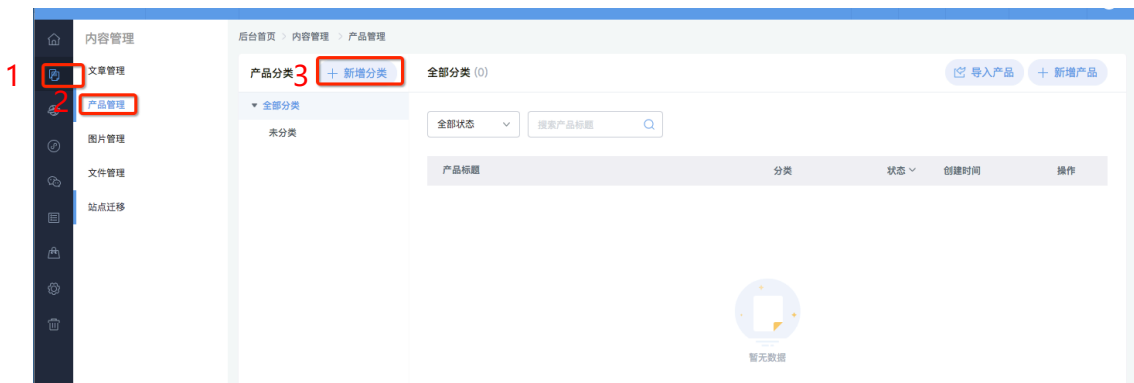 内容管理
后台首页 > 内容管理 > 产品管理
1
文章管理
产品分类
3
+ 新增分类
全部分类 (0)
导入产品
+ 新增产品
2
产品管理
全部分类
未分类
全部状态
搜索产品标题
图片管理
文件管理
产品标题
分类
状态
创建时间
操作
站点迁移
暂无数据